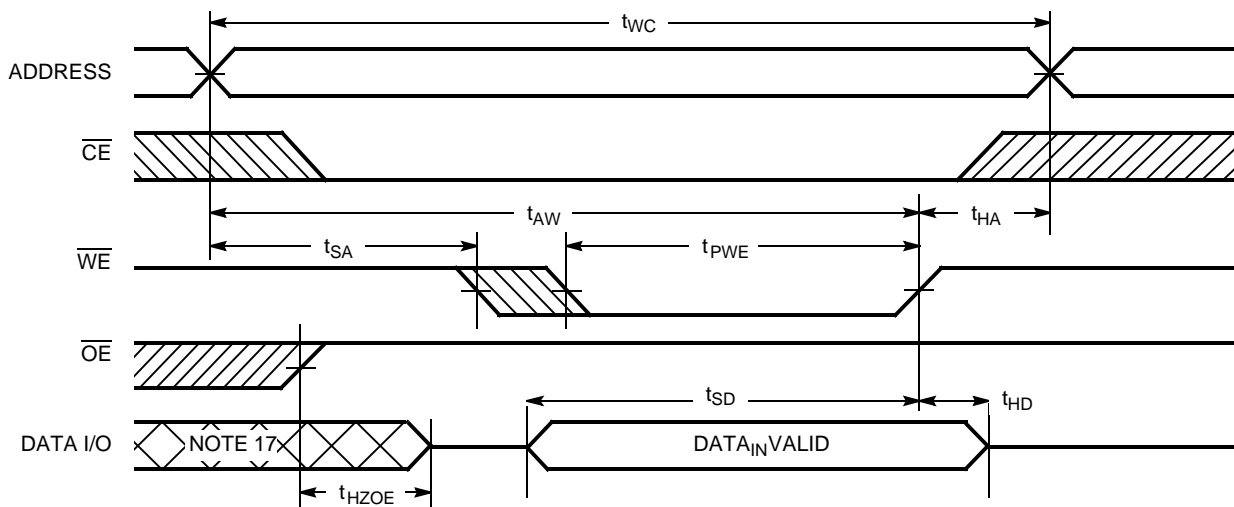 tWC
ADDRESS
CE
tAW
tHA
tSA
tPWE
WE
OE
tSD
tHD
DATA I/O
NOTE 17
DATAINVALID
tHZOE